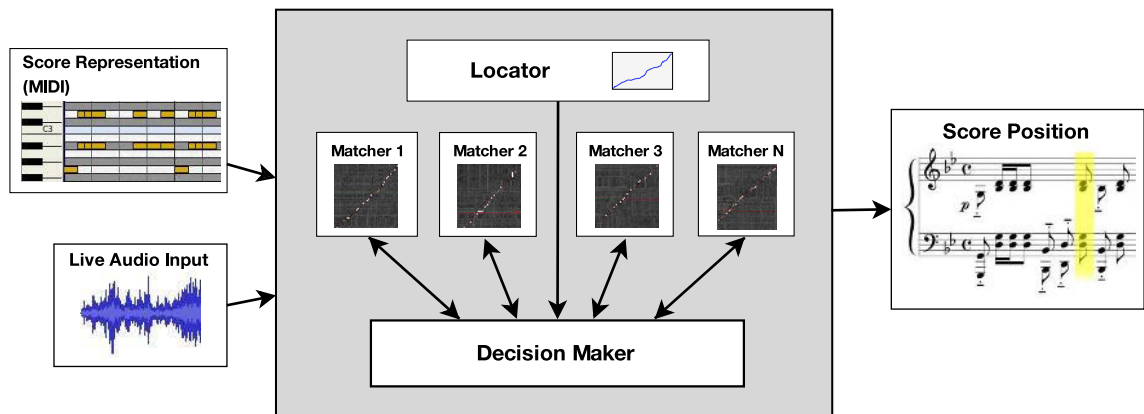 Score Representation
(MIDI)
C3
Live Audio Input
Locator
Matcher 1
Matcher 2
Matcher 3
Matcher N
Decision Maker
Score Position
p